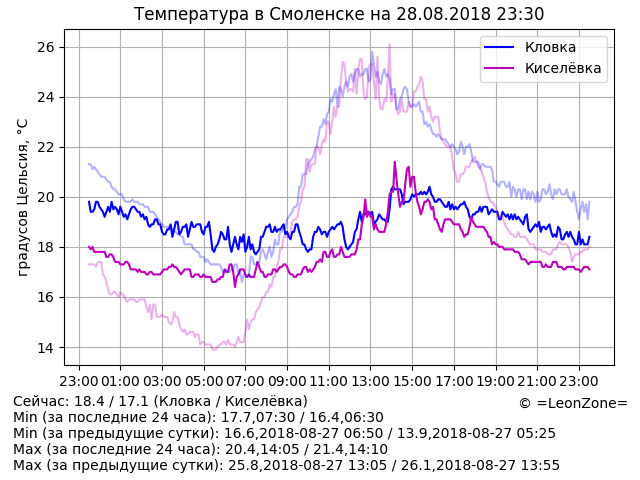 Температура в Смоленске на 28.08.2018 23:30
Кловка
Киселёвка
градусов Цельсия, °C
26
24
22
20
18
16
14
23:00 01:00 03:00 05:00 07:00 09:00 11:00 13:00 15:00 17:00 19:00 21:00 23:00
Сейчас: 18.4 / 17.1 (Кловка / Киселёвка)
© =LeonZone=
Min (за последние 24 часа): 17.7,07:30 / 16.4,06:30
Min (за предыдущие сутки): 16.6,2018-08-27 06:50 / 13.9,2018-08-27 05:25
Max (за последние 24 часа): 20.4,14:05 / 21.4,14:10
Max (за предыдущие сутки): 25.8,2018-08-27 13:05 / 26.1,2018-08-27 13:55